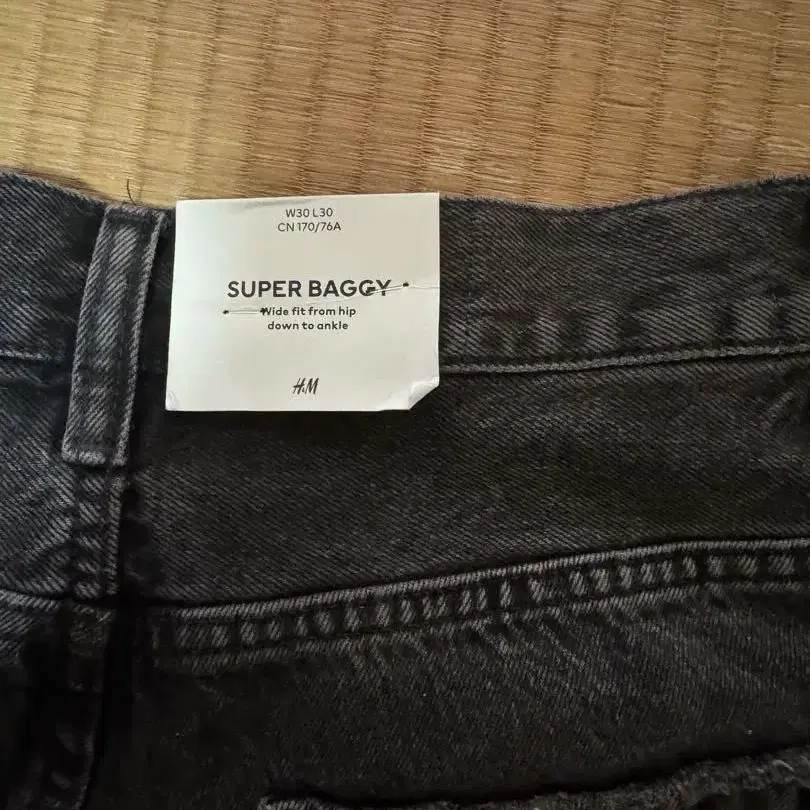 W30 L30
CN 170/76A
SUPER BAGGY
Wide fit from hip
down to ankle
H&M